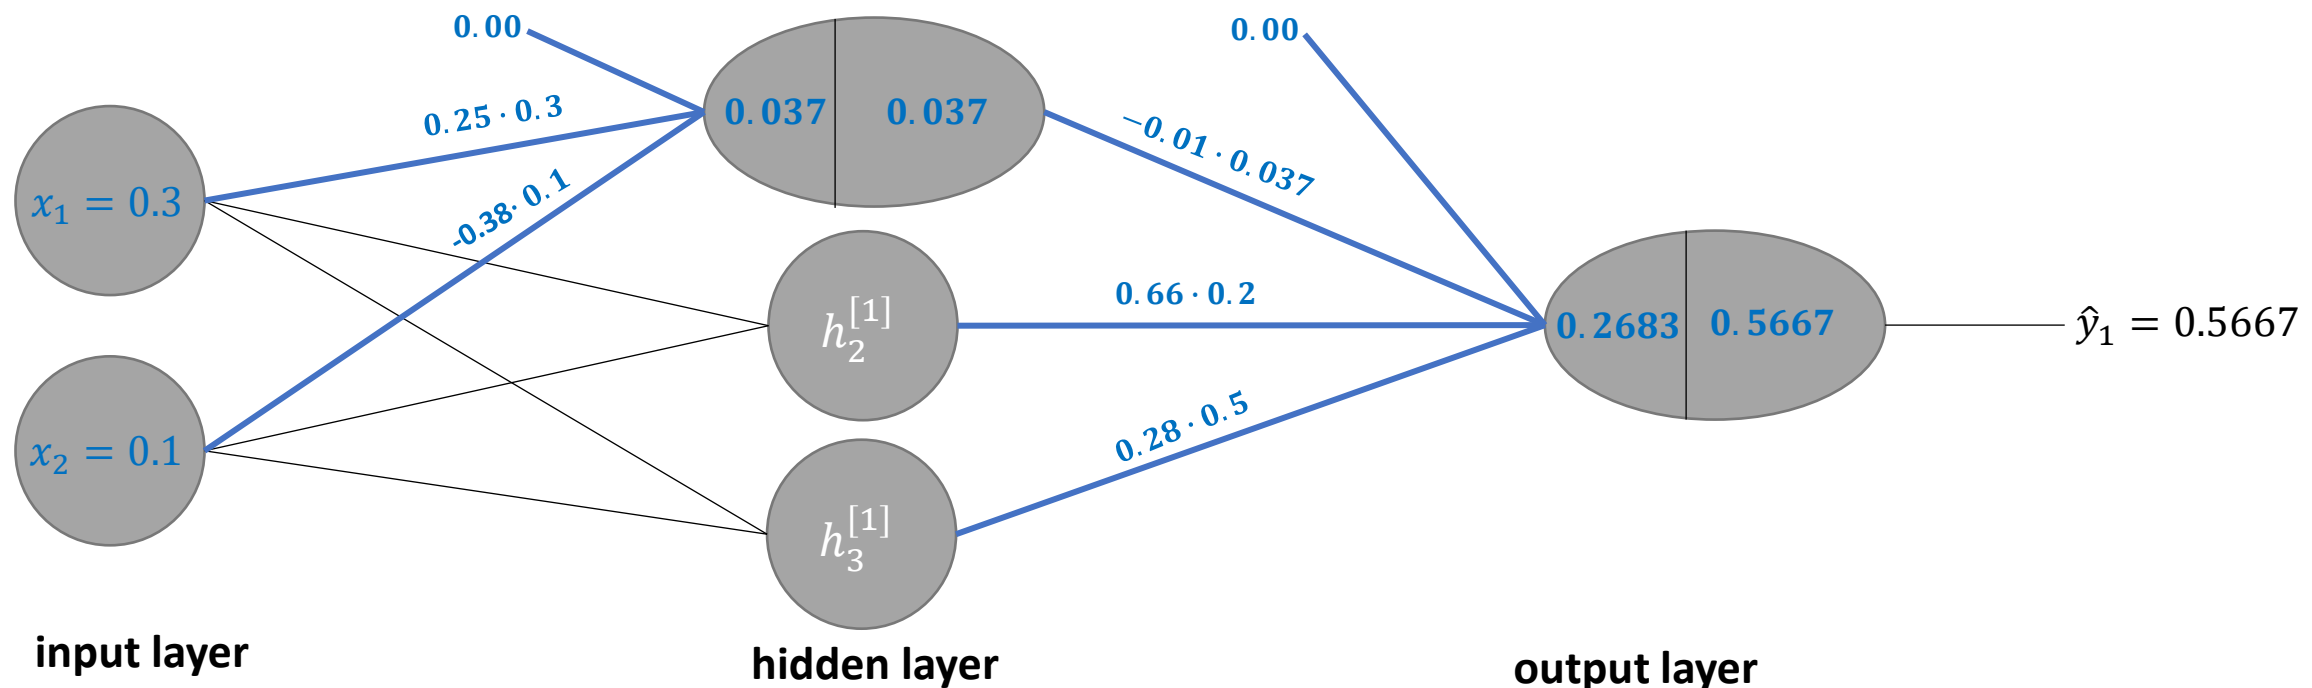 0.00
0.00
0.25 · 0.3
0.037
0.037
−0.01 · 0.037
x₁ = 0.3
-0.38· 0.1
0.66 · 0.2
h₂^[1]
0.2683
0.5667
ŷ₁ = 0.5667
x₂ = 0.1
0.28 · 0.5
h₃^[1]
input layer
hidden layer
output layer